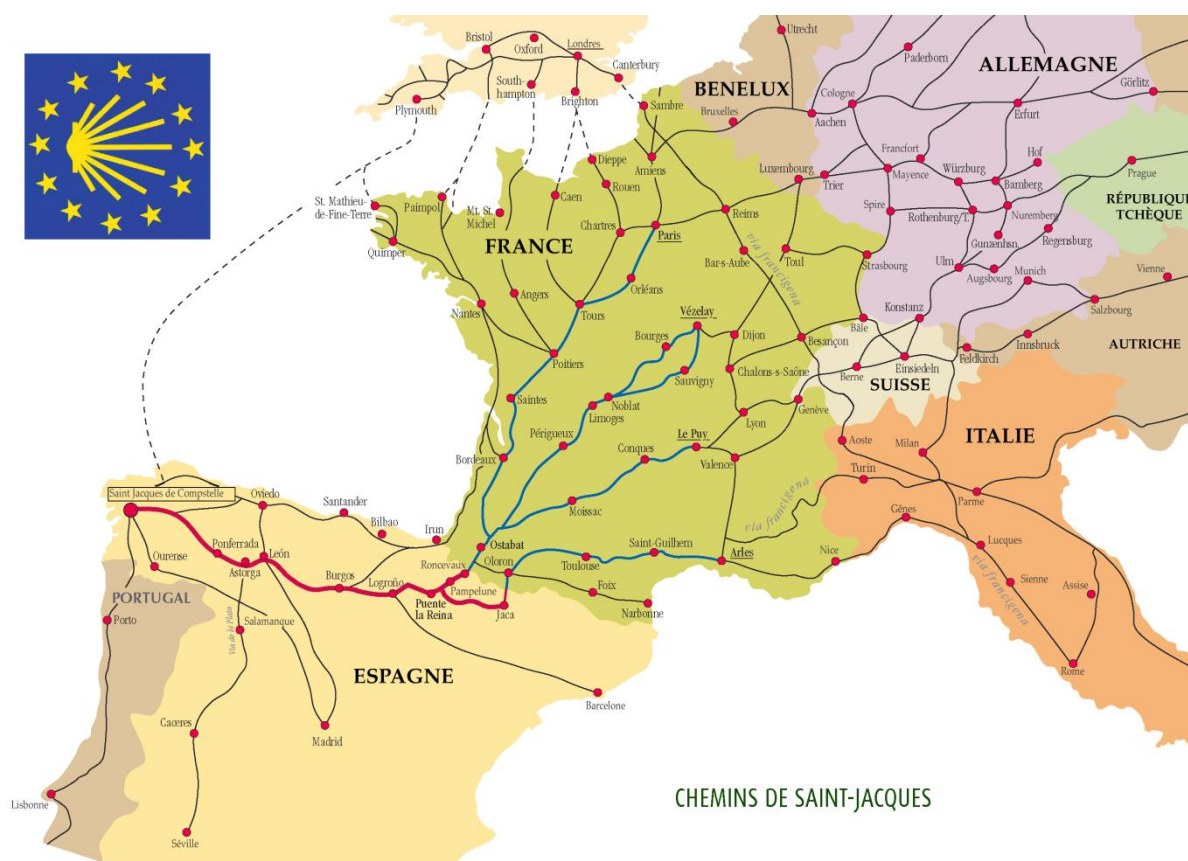 Utrecht
Bristol
Oxford
Londres
Paderborn
ALLEMAGNE
Canterbury
South-
hampton
BENELUX
Cologne
Görlitz
Plymouth
Brighton
Sambre
Bruxelles
Aachen
Erfurt
Dieppe
Amiens
Luxembourg
Francfort
Hof
Trier
Mayence
Würzburg
Prague
Rouen
Bamberg
St. Mathieu-
de-Fine-Terre
Paimpol
Mt. St.
Michel
Caen
RÉPUBLIQUE
TCHÈQUE
Chartres
Reims
Spire
Rothenburg/T.
Nuremberg
FRANCE
Paris
via francigena
Gunzenhsn.
Regensburg
Quimper
Bar-s-Aube
Toul
Strasbourg
Ulm
Augsbourg
Munich
Vienne
Orléans
Angers
Nantes
Tours
Vézelay
Konstanz
Salzbourg
Bourges
Dijon
Besançon
Bâle
Feldkirch
Innsbruck
AUTRICHE
Poitiers
Sauvigny
Chalons-s-Saône
Berne
Einsiedeln
SUISSE
Saintes
Noblat
Limoges
Genève
Lyon
Périgueux
Le Puy
Aoste
Milan
ITALIE
Bordeaux
Conques
Valence
Turin
Saint Jacques de Compstelle
Oviedo
Santander
Moissac
via francigena
Parme
Bilbao
Irun
Gênes
Ponferrada
León
Ostabat
Saint-Guilhem
Arles
Lucques
Ourense
Astorga
Roncevaux
Oloron
Toulouse
Nice
via francigena
Burgos
Logroño
Pampelune
Foix
Sienne
Assise
PORTUGAL
Puente
la Reina
Jaca
Narbonne
Porto
Via de la Plata
Salamanque
ESPAGNE
Rome
Barcelone
Caceres
Madrid
Lisbonne
CHEMINS DE SAINT-JACQUES
Séville